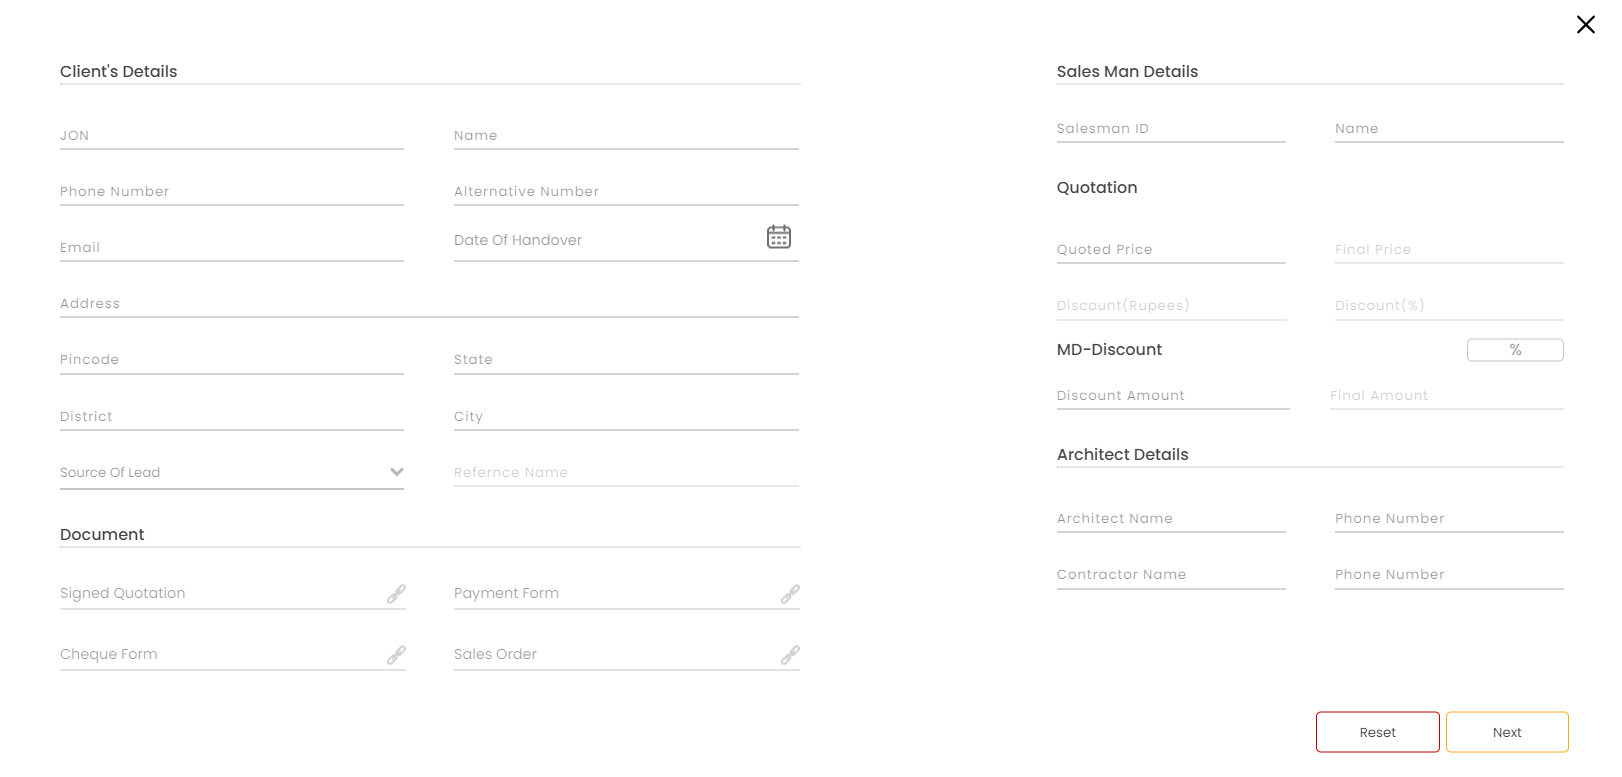 Client's Details
JON
Name
Phone Number
Alternative Number
Email
Date Of Handover
Address
Pincode
State
District
City
Source Of Lead
Refernce Name
Document
Signed Quotation
Payment Form
Cheque Form
Sales Order
Sales Man Details
Salesman ID
Name
Quotation
Quoted Price
Final Price
Discount(Rupees)
Discount(%)
MD-Discount
%
Discount Amount
Final Amount
Architect Details
Architect Name
Phone Number
Contractor Name
Phone Number
Reset
Next